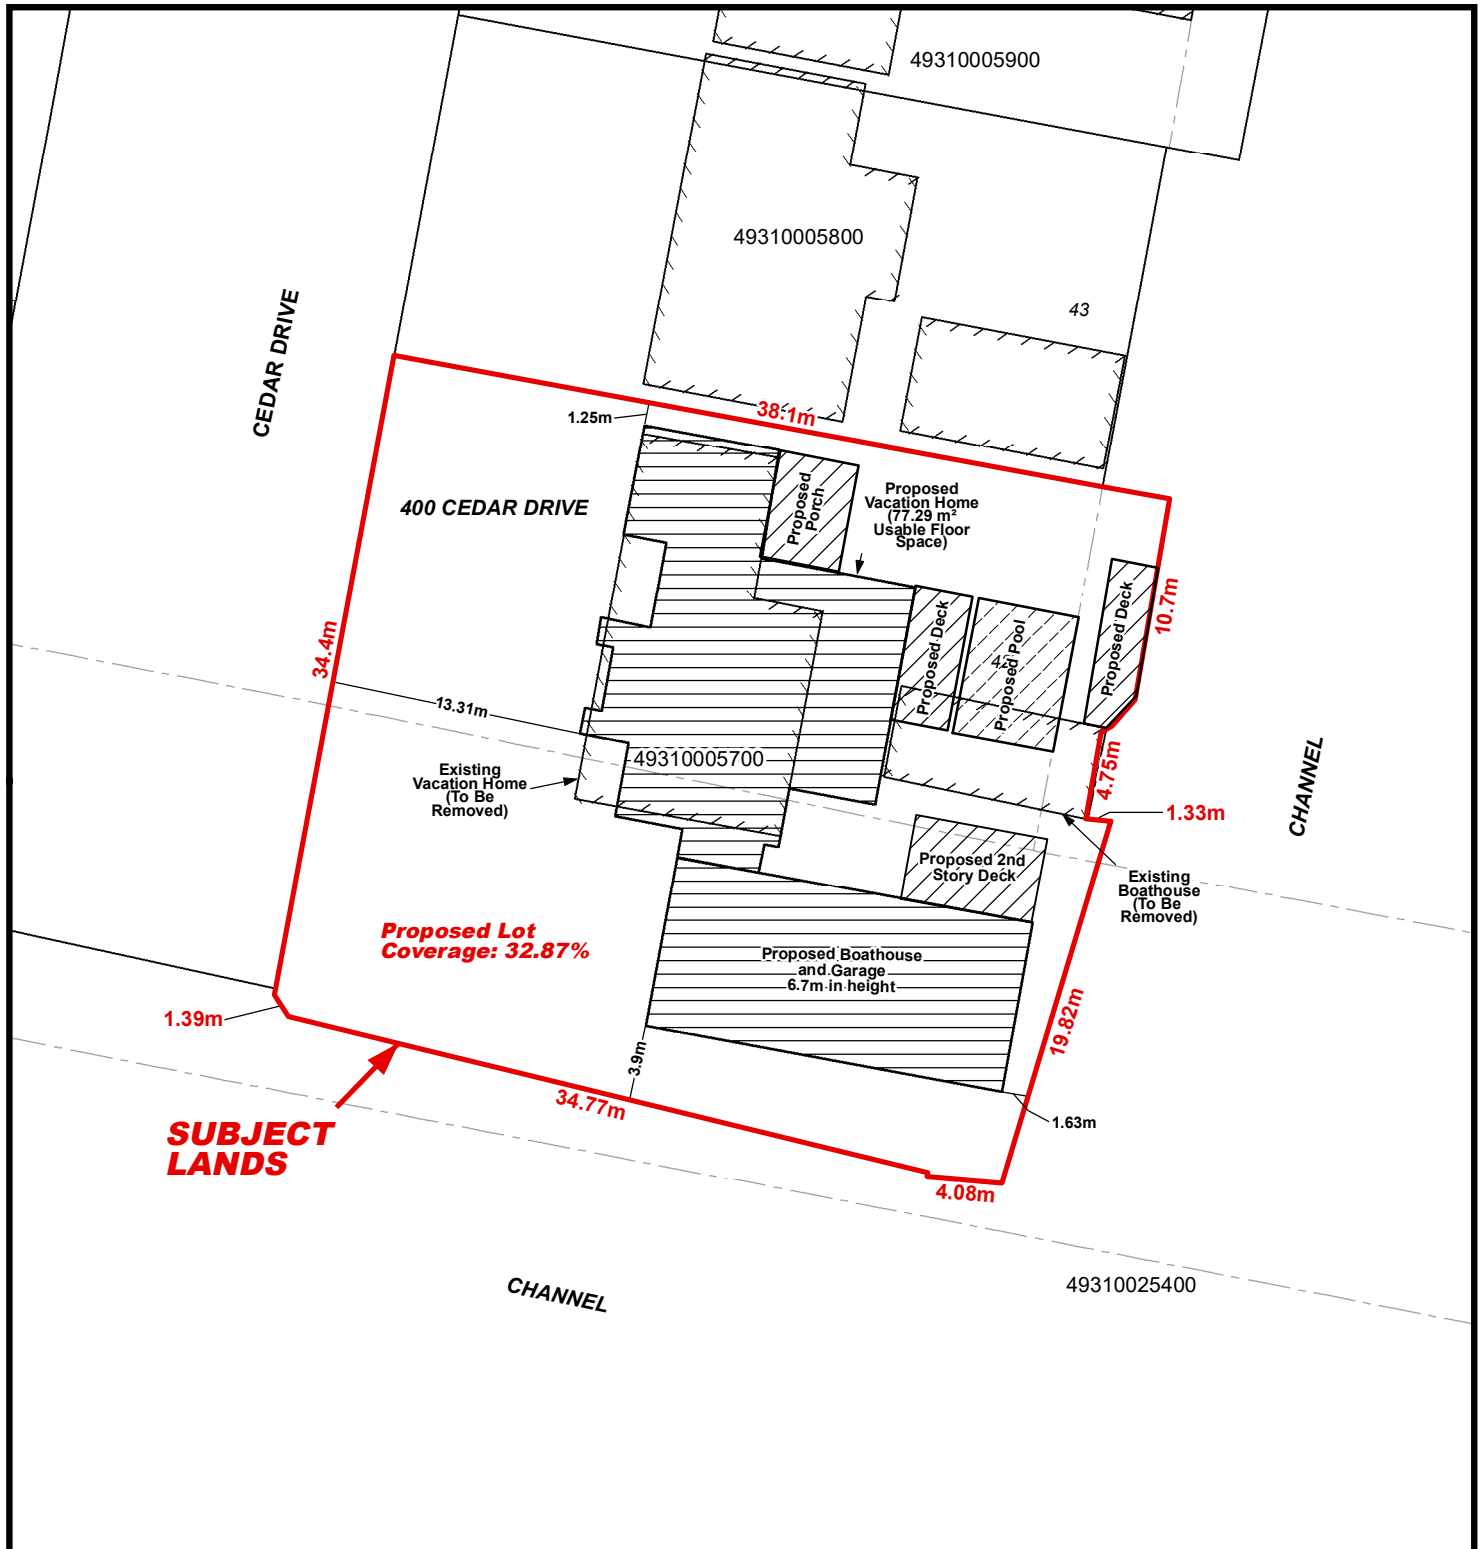 49310005900
49310005800
43
CEDAR DRIVE
38.1m
1.25m
400 CEDAR DRIVE
Proposed
Porch
Proposed
Vacation Home
(77.29 m²
Usable Floor
Space)
Proposed Deck
42
Proposed Pool
Proposed Deck
10.7m
34.4m
13.31m
49310005700
Existing
Vacation Home
(To Be
Removed)
4.75m
CHANNEL
1.33m
Proposed 2nd
Story Deck
Existing
Boathouse
(To Be
Removed)
Proposed Lot
Coverage: 32.87%
Proposed Boathouse
and Garage
6.7m in height
1.39m
19.82m
3.9m
34.77m
1.63m
SUBJECT
LANDS
4.08m
CHANNEL
49310025400